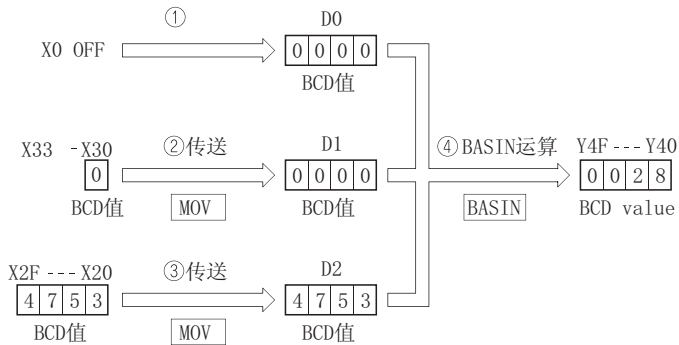 ① D0
X0 OFF 0 0 0 0
BCD值
X33 -X30 ②传送 D1 ④BASIN运算 Y4F---Y40
0 0 0 0 0 0 0 2 8
BCD值 MOV BCD值 BASIN BCD value
X2F---X20 ③传送 D2
4 7 5 3 4 7 5 3
BCD值 MOV BCD值